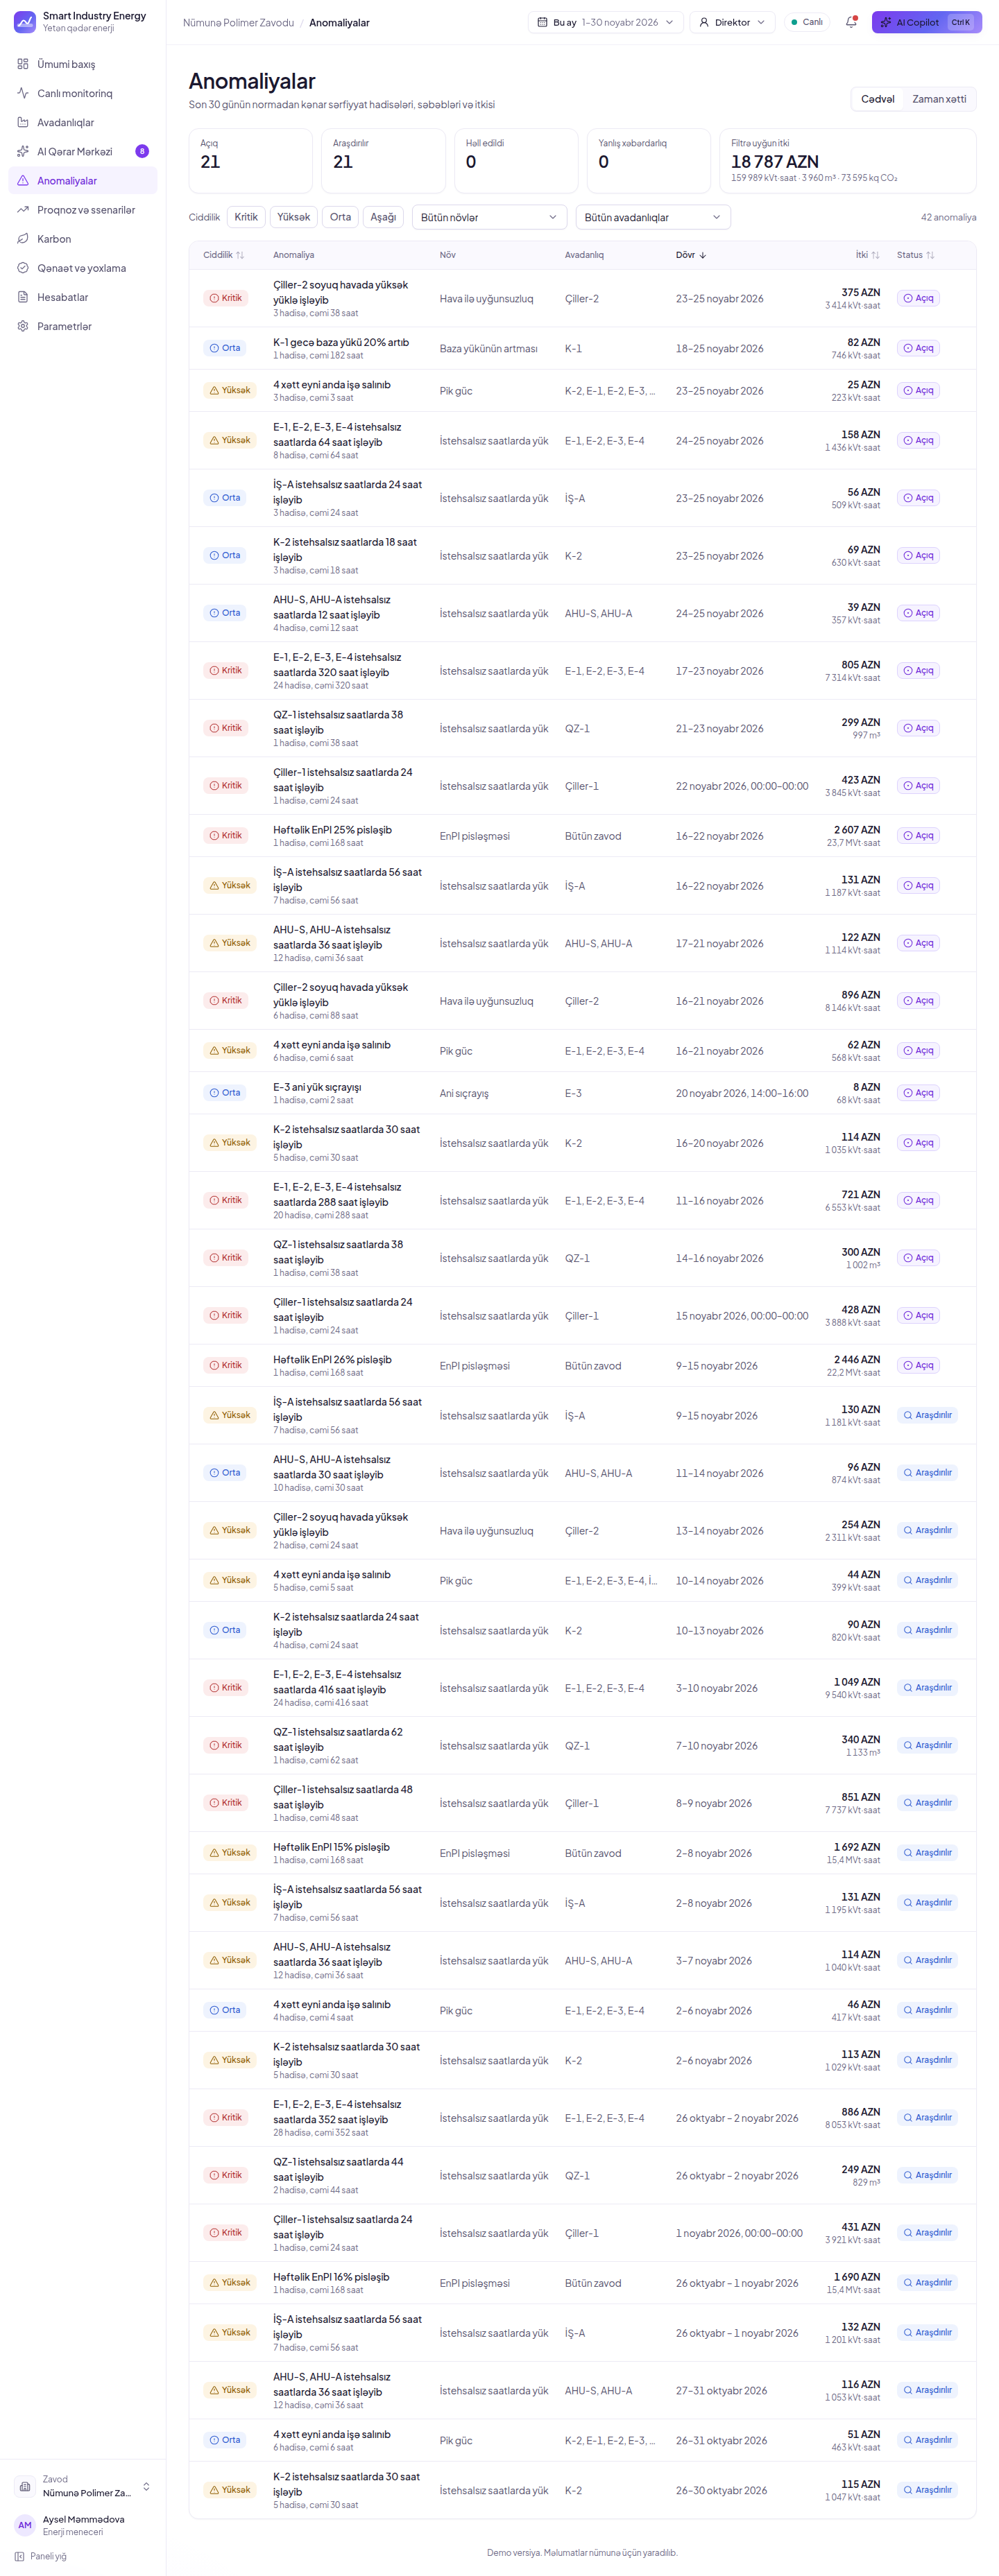 Smart Industry Energy
Yetən qədər enerji
Nümunə Polimer Zavodu / Anomaliyalar
Bu ay 1–30 noyabr 2026
Direktor
Canlı
AI Copilot Ctrl K
Ümumi baxış
Canlı monitorinq
Avadanlıqlar
AI Qərar Mərkəzi 8
Anomaliyalar
Proqnoz və ssenarilər
Karbon
Qənaət və yoxlama
Hesabatlar
Parametrlər
Anomaliyalar
Son 30 günün normadan kənar sərfiyyat hadisələri, səbəbləri və itkisi
Cədvəl Zaman xətti
Açıq
21
Araşdırılır
21
Həll edildi
0
Yanlış xəbərdarlıq
0
Filtrə uyğun itki
18 787 AZN
159 989 kVt·saat · 3 960 m³ · 73 595 kq CO₂
Ciddilik Kritik Yüksək Orta Aşağı Bütün növlər Bütün avadanlıqlar 42 anomaliya
Ciddilik Anomaliya Növ Avadanlıq Dövr İtki Status
Kritik Çiller-2 soyuq havada yüksək yüklə işləyib 3 hadisə, cəmi 38 saat Hava ilə uyğunsuzluq Çiller-2 23–25 noyabr 2026 375 AZN 3 414 kVt·saat Açıq
Orta K-1 gecə baza yükü 20% artıb 1 hadisə, cəmi 182 saat Baza yükünün artması K-1 18–25 noyabr 2026 82 AZN 746 kVt·saat Açıq
Yüksək 4 xətt eyni anda işə salınıb 3 hadisə, cəmi 3 saat Pik güc K-2, E-1, E-2, E-3, … 23–25 noyabr 2026 25 AZN 223 kVt·saat Açıq
Yüksək E-1, E-2, E-3, E-4 istehsalsız saatlarda 64 saat işləyib 8 hadisə, cəmi 64 saat İstehsalsız saatlarda yük E-1, E-2, E-3, E-4 24–25 noyabr 2026 158 AZN 1 436 kVt·saat Açıq
Orta İŞ-A istehsalsız saatlarda 24 saat işləyib 3 hadisə, cəmi 24 saat İstehsalsız saatlarda yük İŞ-A 23–25 noyabr 2026 56 AZN 509 kVt·saat Açıq
Orta K-2 istehsalsız saatlarda 18 saat işləyib 3 hadisə, cəmi 18 saat İstehsalsız saatlarda yük K-2 23–25 noyabr 2026 69 AZN 630 kVt·saat Açıq
Orta AHU-S, AHU-A istehsalsız saatlarda 12 saat işləyib 4 hadisə, cəmi 12 saat İstehsalsız saatlarda yük AHU-S, AHU-A 24–25 noyabr 2026 39 AZN 357 kVt·saat Açıq
Kritik E-1, E-2, E-3, E-4 istehsalsız saatlarda 320 saat işləyib 24 hadisə, cəmi 320 saat İstehsalsız saatlarda yük E-1, E-2, E-3, E-4 17–23 noyabr 2026 805 AZN 7 314 kVt·saat Açıq
Kritik QZ-1 istehsalsız saatlarda 38 saat işləyib 1 hadisə, cəmi 38 saat İstehsalsız saatlarda yük QZ-1 21–23 noyabr 2026 299 AZN 997 m³ Açıq
Kritik Çiller-1 istehsalsız saatlarda 24 saat işləyib 1 hadisə, cəmi 24 saat İstehsalsız saatlarda yük Çiller-1 22 noyabr 2026, 00:00–00:00 423 AZN 3 845 kVt·saat Açıq
Kritik Həftəlik EnPI 25% pisləşib 1 hadisə, cəmi 168 saat EnPI pisləşməsi Bütün zavod 16–22 noyabr 2026 2 607 AZN 23,7 MVt·saat Açıq
Yüksək İŞ-A istehsalsız saatlarda 56 saat işləyib 7 hadisə, cəmi 56 saat İstehsalsız saatlarda yük İŞ-A 16–22 noyabr 2026 131 AZN 1 187 kVt·saat Açıq
Yüksək AHU-S, AHU-A istehsalsız saatlarda 36 saat işləyib 12 hadisə, cəmi 36 saat İstehsalsız saatlarda yük AHU-S, AHU-A 17–21 noyabr 2026 122 AZN 1 114 kVt·saat Açıq
Kritik Çiller-2 soyuq havada yüksək yüklə işləyib 6 hadisə, cəmi 88 saat Hava ilə uyğunsuzluq Çiller-2 16–21 noyabr 2026 896 AZN 8 146 kVt·saat Açıq
Yüksək 4 xətt eyni anda işə salınıb 6 hadisə, cəmi 6 saat Pik güc E-1, E-2, E-3, E-4 16–21 noyabr 2026 62 AZN 568 kVt·saat Açıq
Orta E-3 ani yük sıçrayışı 1 hadisə, cəmi 2 saat Ani sıçrayış E-3 20 noyabr 2026, 14:00–16:00 8 AZN 68 kVt·saat Açıq
Yüksək K-2 istehsalsız saatlarda 30 saat işləyib 5 hadisə, cəmi 30 saat İstehsalsız saatlarda yük K-2 16–20 noyabr 2026 114 AZN 1 035 kVt·saat Açıq
Kritik E-1, E-2, E-3, E-4 istehsalsız saatlarda 288 saat işləyib 20 hadisə, cəmi 288 saat İstehsalsız saatlarda yük E-1, E-2, E-3, E-4 11–16 noyabr 2026 721 AZN 6 553 kVt·saat Açıq
Kritik QZ-1 istehsalsız saatlarda 38 saat işləyib 1 hadisə, cəmi 38 saat İstehsalsız saatlarda yük QZ-1 14–16 noyabr 2026 300 AZN 1 002 m³ Açıq
Kritik Çiller-1 istehsalsız saatlarda 24 saat işləyib 1 hadisə, cəmi 24 saat İstehsalsız saatlarda yük Çiller-1 15 noyabr 2026, 00:00–00:00 428 AZN 3 888 kVt·saat Açıq
Kritik Həftəlik EnPI 26% pisləşib 1 hadisə, cəmi 168 saat EnPI pisləşməsi Bütün zavod 9–15 noyabr 2026 2 446 AZN 22,2 MVt·saat Açıq
Yüksək İŞ-A istehsalsız saatlarda 56 saat işləyib 7 hadisə, cəmi 56 saat İstehsalsız saatlarda yük İŞ-A 9–15 noyabr 2026 130 AZN 1 181 kVt·saat Araşdırılır
Orta AHU-S, AHU-A istehsalsız saatlarda 30 saat işləyib 10 hadisə, cəmi 30 saat İstehsalsız saatlarda yük AHU-S, AHU-A 11–14 noyabr 2026 96 AZN 874 kVt·saat Araşdırılır
Yüksək Çiller-2 soyuq havada yüksək yüklə işləyib 2 hadisə, cəmi 24 saat Hava ilə uyğunsuzluq Çiller-2 13–14 noyabr 2026 254 AZN 2 311 kVt·saat Araşdırılır
Yüksək 4 xətt eyni anda işə salınıb 5 hadisə, cəmi 5 saat Pik güc E-1, E-2, E-3, E-4, İ… 10–14 noyabr 2026 44 AZN 399 kVt·saat Araşdırılır
Orta K-2 istehsalsız saatlarda 24 saat işləyib 4 hadisə, cəmi 24 saat İstehsalsız saatlarda yük K-2 10–13 noyabr 2026 90 AZN 820 kVt·saat Araşdırılır
Kritik E-1, E-2, E-3, E-4 istehsalsız saatlarda 416 saat işləyib 24 hadisə, cəmi 416 saat İstehsalsız saatlarda yük E-1, E-2, E-3, E-4 3–10 noyabr 2026 1 049 AZN 9 540 kVt·saat Araşdırılır
Kritik QZ-1 istehsalsız saatlarda 62 saat işləyib 1 hadisə, cəmi 62 saat İstehsalsız saatlarda yük QZ-1 7–10 noyabr 2026 340 AZN 1 133 m³ Araşdırılır
Kritik Çiller-1 istehsalsız saatlarda 48 saat işləyib 1 hadisə, cəmi 48 saat İstehsalsız saatlarda yük Çiller-1 8–9 noyabr 2026 851 AZN 7 737 kVt·saat Araşdırılır
Yüksək Həftəlik EnPI 15% pisləşib 1 hadisə, cəmi 168 saat EnPI pisləşməsi Bütün zavod 2–8 noyabr 2026 1 692 AZN 15,4 MVt·saat Araşdırılır
Yüksək İŞ-A istehsalsız saatlarda 56 saat işləyib 7 hadisə, cəmi 56 saat İstehsalsız saatlarda yük İŞ-A 2–8 noyabr 2026 131 AZN 1 195 kVt·saat Araşdırılır
Yüksək AHU-S, AHU-A istehsalsız saatlarda 36 saat işləyib 12 hadisə, cəmi 36 saat İstehsalsız saatlarda yük AHU-S, AHU-A 3–7 noyabr 2026 114 AZN 1 040 kVt·saat Araşdırılır
Orta 4 xətt eyni anda işə salınıb 4 hadisə, cəmi 4 saat Pik güc E-1, E-2, E-3, E-4 2–6 noyabr 2026 46 AZN 417 kVt·saat Araşdırılır
Yüksək K-2 istehsalsız saatlarda 30 saat işləyib 5 hadisə, cəmi 30 saat İstehsalsız saatlarda yük K-2 2–6 noyabr 2026 113 AZN 1 029 kVt·saat Araşdırılır
Kritik E-1, E-2, E-3, E-4 istehsalsız saatlarda 352 saat işləyib 28 hadisə, cəmi 352 saat İstehsalsız saatlarda yük E-1, E-2, E-3, E-4 26 oktyabr – 2 noyabr 2026 886 AZN 8 053 kVt·saat Araşdırılır
Kritik QZ-1 istehsalsız saatlarda 44 saat işləyib 2 hadisə, cəmi 44 saat İstehsalsız saatlarda yük QZ-1 26 oktyabr – 2 noyabr 2026 249 AZN 829 m³ Araşdırılır
Kritik Çiller-1 istehsalsız saatlarda 24 saat işləyib 1 hadisə, cəmi 24 saat İstehsalsız saatlarda yük Çiller-1 1 noyabr 2026, 00:00–00:00 431 AZN 3 921 kVt·saat Araşdırılır
Yüksək Həftəlik EnPI 16% pisləşib 1 hadisə, cəmi 168 saat EnPI pisləşməsi Bütün zavod 26 oktyabr – 1 noyabr 2026 1 690 AZN 15,4 MVt·saat Araşdırılır
Yüksək İŞ-A istehsalsız saatlarda 56 saat işləyib 7 hadisə, cəmi 56 saat İstehsalsız saatlarda yük İŞ-A 26 oktyabr – 1 noyabr 2026 132 AZN 1 201 kVt·saat Araşdırılır
Yüksək AHU-S, AHU-A istehsalsız saatlarda 36 saat işləyib 12 hadisə, cəmi 36 saat İstehsalsız saatlarda yük AHU-S, AHU-A 27–31 oktyabr 2026 116 AZN 1 053 kVt·saat Araşdırılır
Orta 4 xətt eyni anda işə salınıb 6 hadisə, cəmi 6 saat Pik güc K-2, E-1, E-2, E-3, … 26–31 oktyabr 2026 51 AZN 463 kVt·saat Araşdırılır
Yüksək K-2 istehsalsız saatlarda 30 saat işləyib 5 hadisə, cəmi 30 saat İstehsalsız saatlarda yük K-2 26–30 oktyabr 2026 115 AZN 1 047 kVt·saat Araşdırılır
Zavod
Nümunə Polimer Za…
AM Aysel Məmmədova
Enerji meneceri
Paneli yığ
Demo versiya. Məlumatlar nümunə üçün yaradılıb.